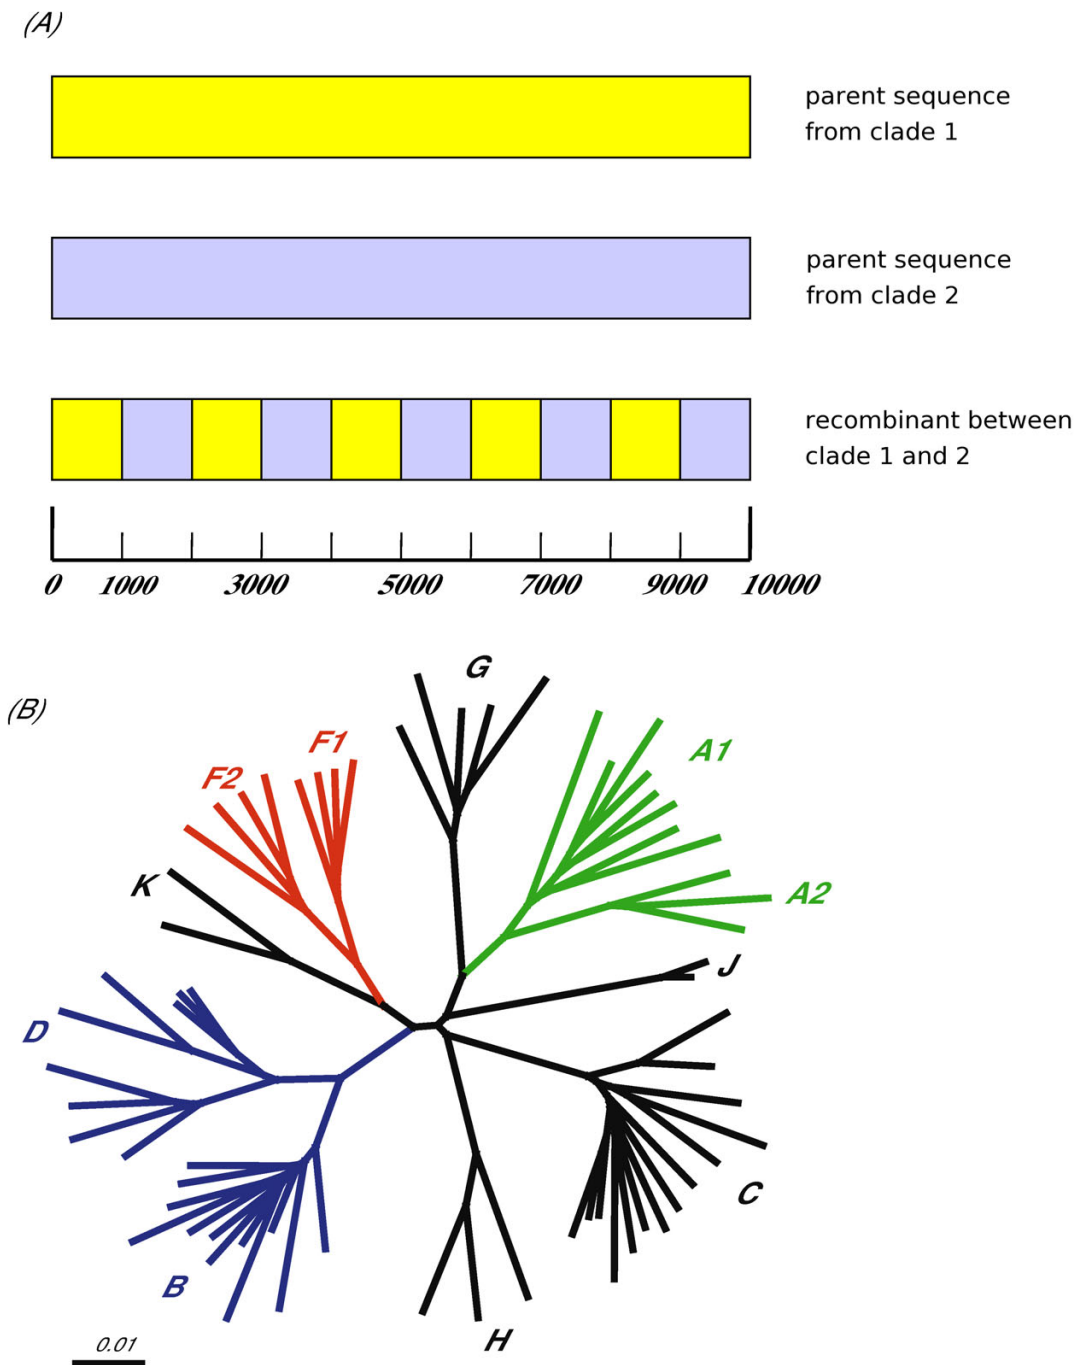 (A)
parent sequence
from clade 1
parent sequence
from clade 2
recombinant between
clade 1 and 2
0 1000 3000 5000 7000 9000 10000
(B)
G
F1
A1
F2
K
A2
J
D
C
B
H
0.01